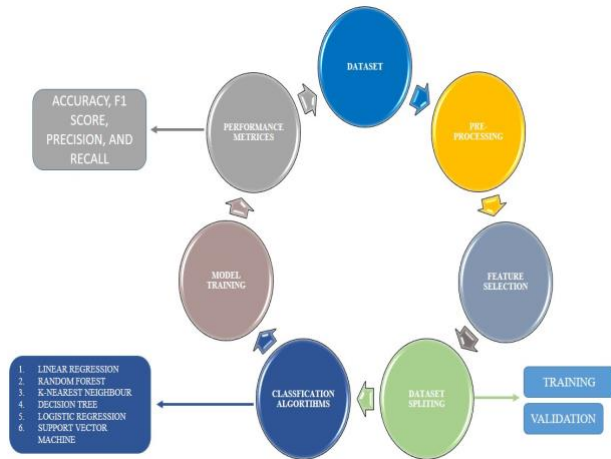 DATASET
PRE-
PROCESSING
FEATURE
SELECTION
DATASET
SPLITING
TRAINING
VALIDATION
CLASSFICATION
ALGORTIHMS
1. LINEAR REGRESSION
2. RANDOM FOREST
3. K-NEAREST NEIGHBOUR
4. DECISION TREE
5. LOGISTIC REGRESSION
6. SUPPORT VECTOR
MACHINE
MODEL
TRAINING
PERFORMANCE
METRICES
ACCURACY, F1
SCORE,
PRECISION, AND
RECALL